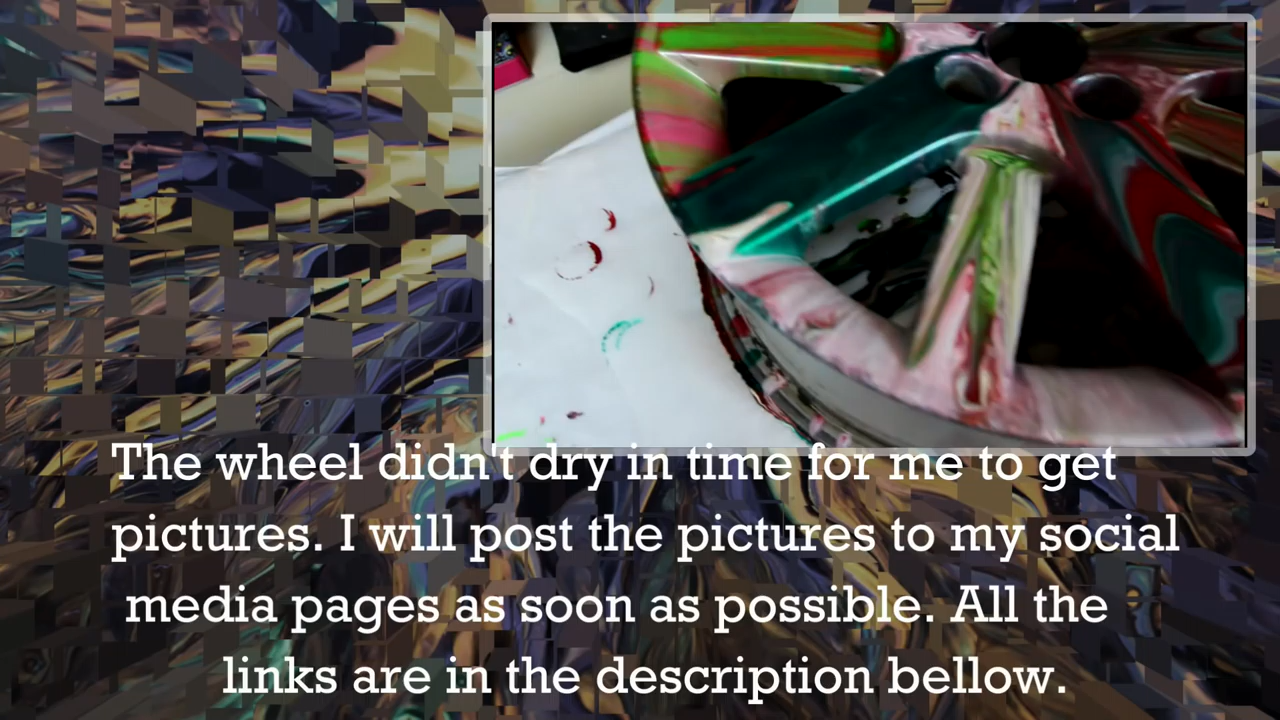 The wheel didn't dry in time for me to get
pictures. I will post the pictures to my social
media pages as soon as possible. All the
links are in the description bellow.